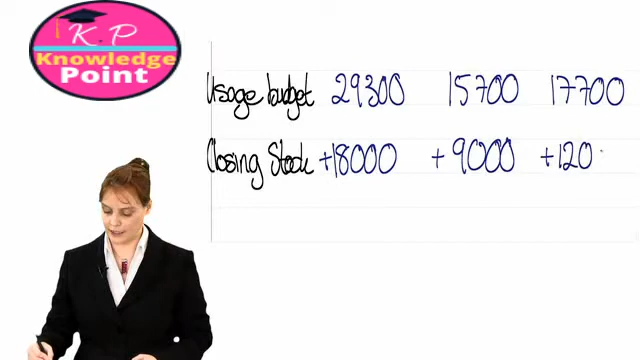 K.P
Knowledge
Point
Usage budget 29300 15700 17700
Closing Stock +18000 +9000 +120